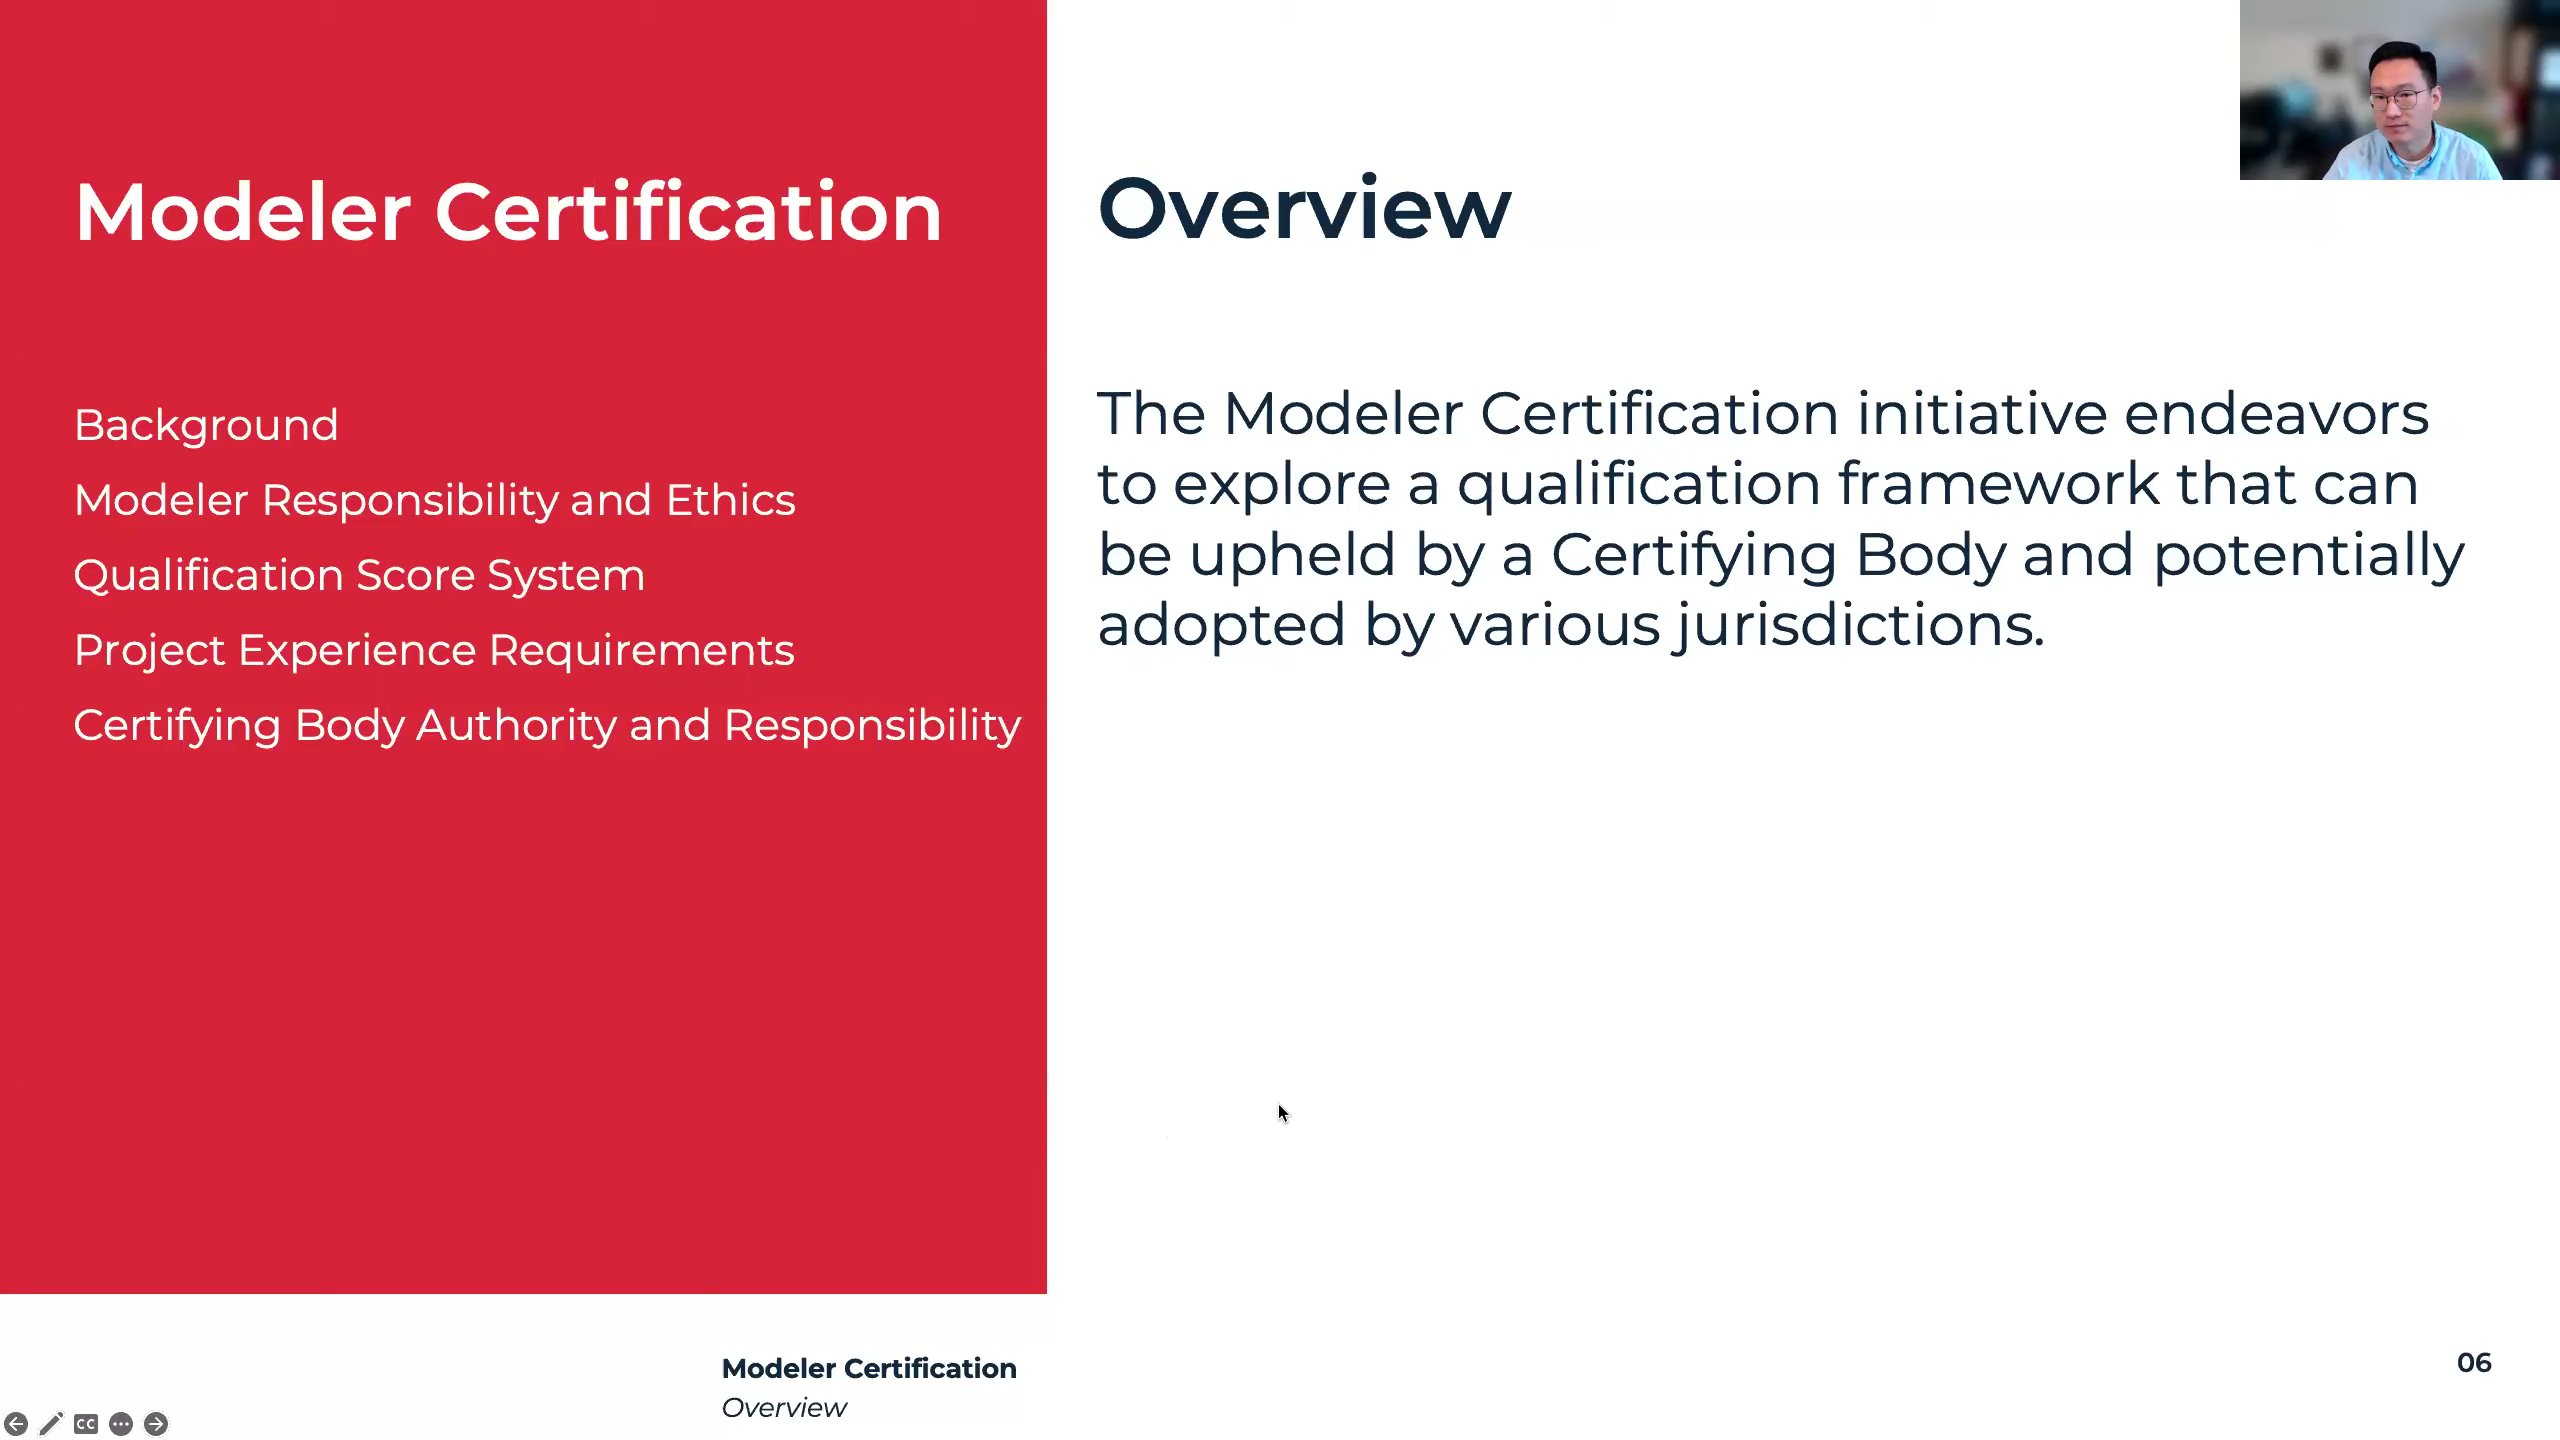 Modeler Certification
Background
Modeler Responsibility and Ethics
Qualification Score System
Project Experience Requirements
Certifying Body Authority and Responsibility
Overview
The Modeler Certification initiative endeavors
to explore a qualification framework that can
be upheld by a Certifying Body and potentially
adopted by various jurisdictions.
Modeler Certification
Overview
06
CC